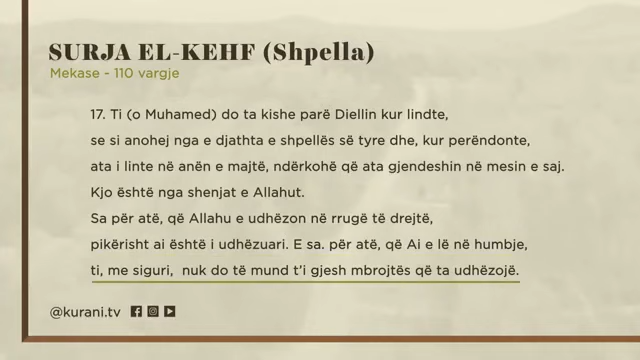 SURJA EL-KEHF (Shpella)
Mekase - 110 vargje
17. Ti (o Muhamed) do ta kishe parë Diellin kur lindte,
se si anohej nga e djathta e shpellës së tyre dhe, kur perëndonte,
ata i linte në anën e majtë, ndërkohë që ata gjendeshin në mesin e saj.
Kjo është nga shenjat e Allahut.
Sa për atë, që Allahu e udhëzon në rrugë të drejtë,
pikërisht ai është i udhëzuari. E sa. për atë, që Ai e lë në humbje,
ti, me siguri,  nuk do të mund t'i gjesh mbrojtës që ta udhëzojë.
@kurani.tv